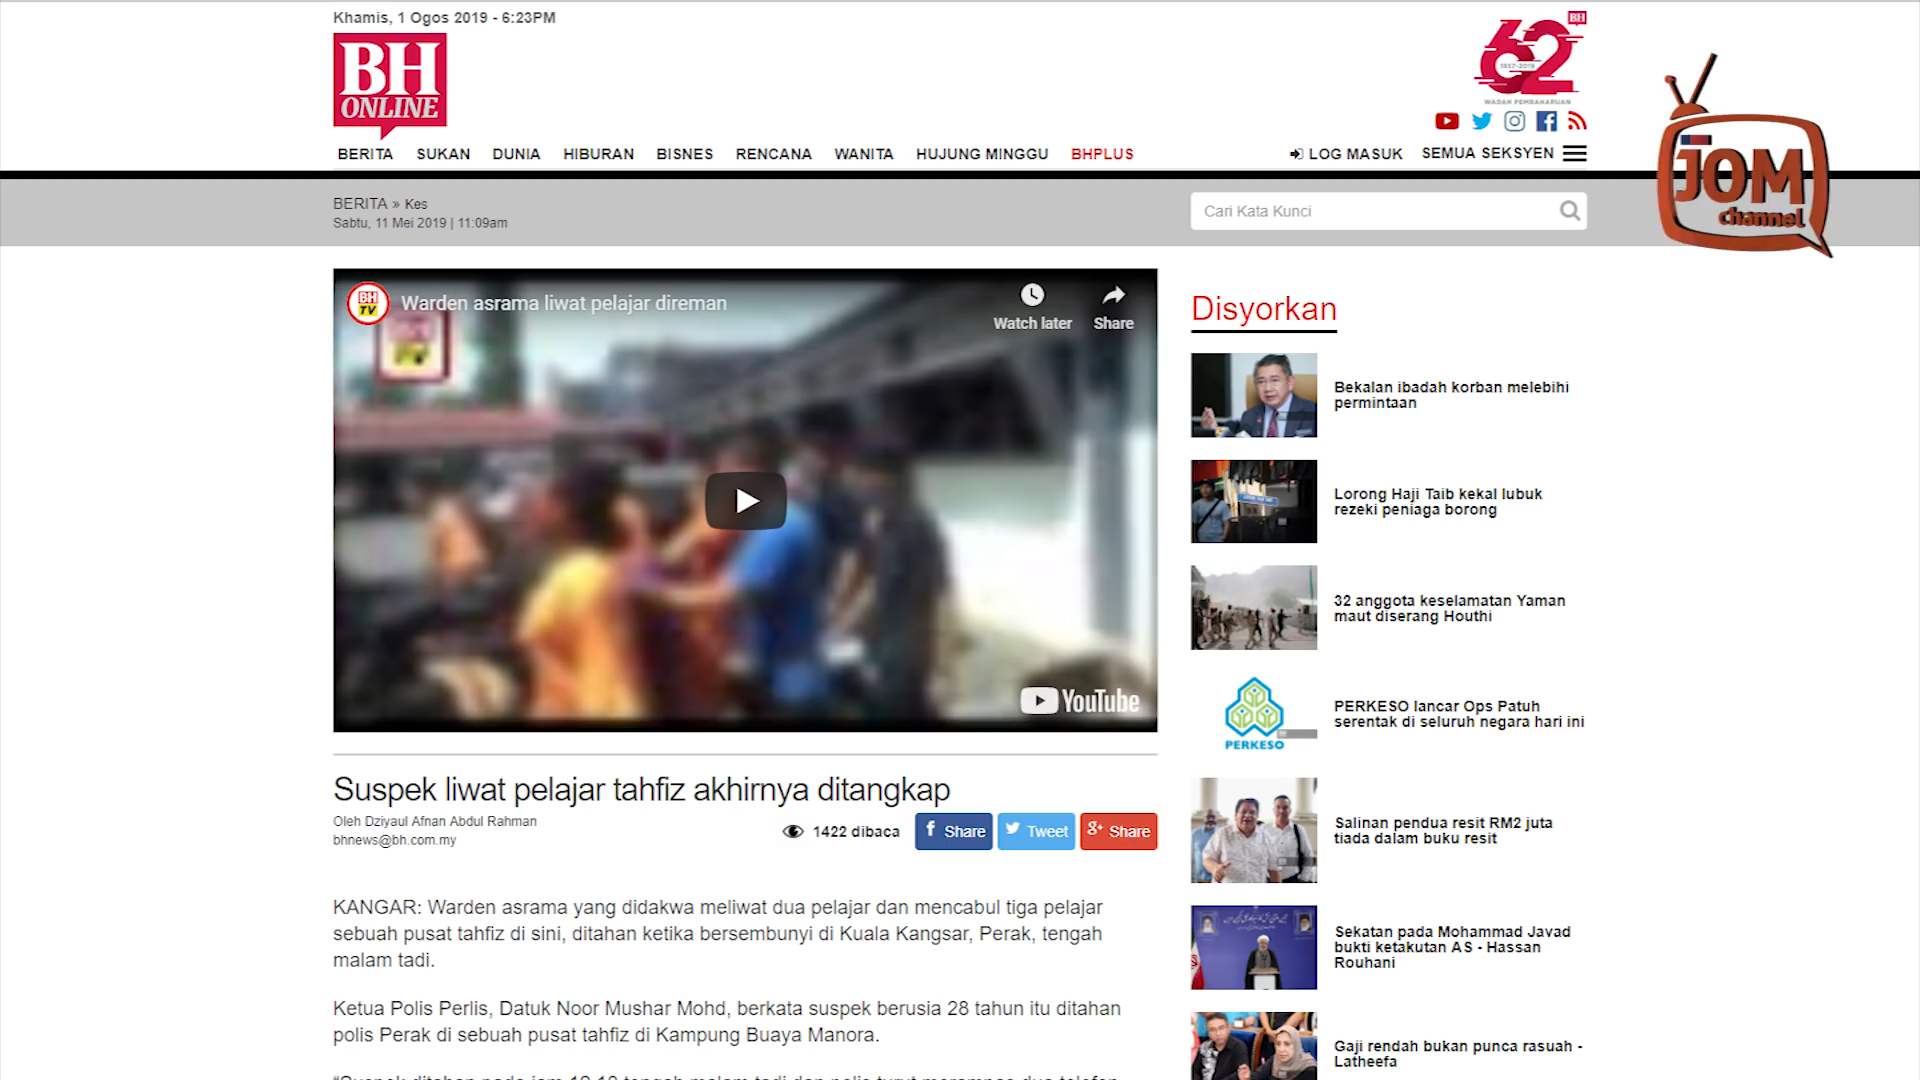 Khamis, 1 Ogos 2019 - 6:23PM
BH
ONLINE
BH
62
1957-2019
WADAH PEMBAHARUAN
BERITA SUKAN DUNIA HIBURAN BISNES RENCANA WANITA HUJUNG MINGGU BHPLUS
LOG MASUK SEMUA SEKSYEN
JOM
channel
BERITA » Kes
Sabtu, 11 Mei 2019 | 11:09am
Cari Kata Kunci
BH
TV
Warden asrama liwat pelajar direman
Watch later
Share
YouTube
Suspek liwat pelajar tahfiz akhirnya ditangkap
Oleh Dziyaul Afnan Abdul Rahman
bhnews@bh.com.my
1422 dibaca
Share
Tweet
Share
KANGAR: Warden asrama yang didakwa meliwat dua pelajar dan mencabul tiga pelajar
sebuah pusat tahfiz di sini, ditahan ketika bersembunyi di Kuala Kangsar, Perak, tengah
malam tadi.
Ketua Polis Perlis, Datuk Noor Mushar Mohd, berkata suspek berusia 28 tahun itu ditahan
polis Perak di sebuah pusat tahfiz di Kampung Buaya Manora.
Disyorkan
Bekalan ibadah korban melebihi
permintaan
Lorong Haji Taib kekal lubuk
rezeki peniaga borong
32 anggota keselamatan Yaman
maut diserang Houthi
PERKESO
PERKESO lancar Ops Patuh
serentak di seluruh negara hari ini
Salinan pendua resit RM2 juta
tiada dalam buku resit
Sekatan pada Mohammad Javad
bukti ketakutan AS - Hassan
Rouhani
Gaji rendah bukan punca rasuah -
Latheefa